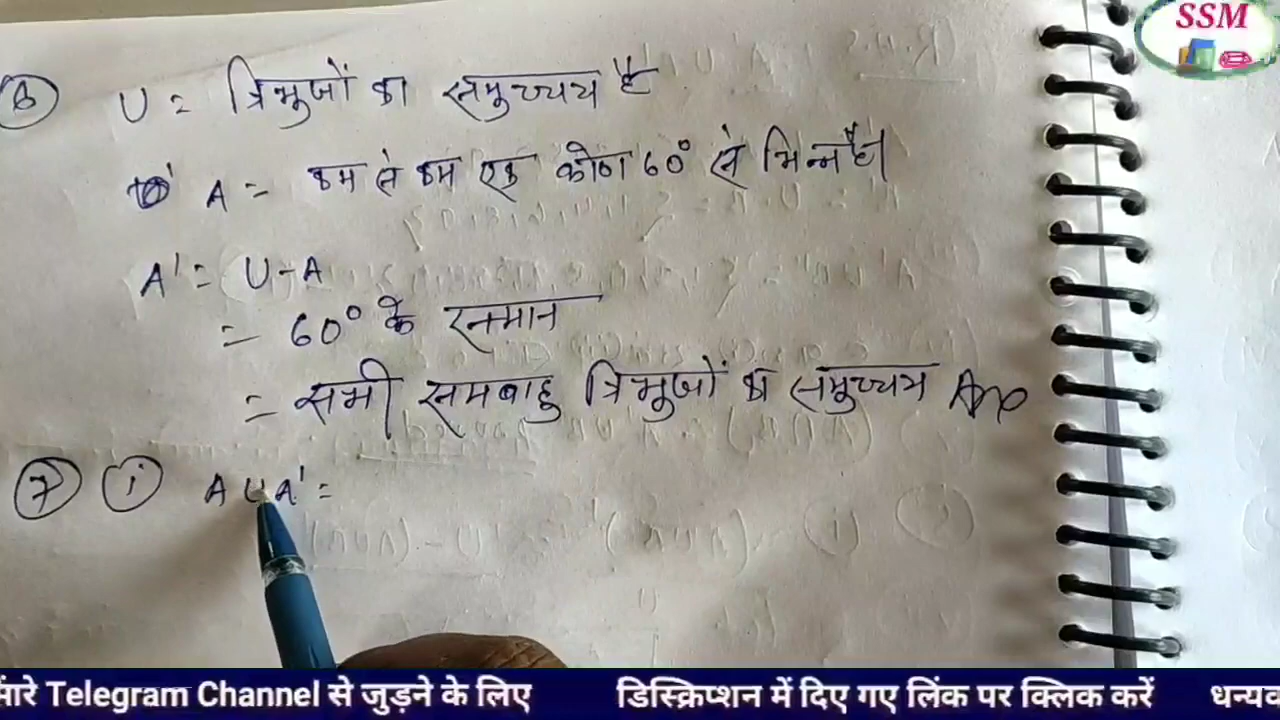 SSM
6 U = त्रिभुजों का समुच्चय है
A = कम से कम एक कोण 60° से भिन्न है।
A' = U - A
= 60° के समान
= सभी समबाहु त्रिभुजों का समुच्चय Ans
7 i A U A' =
सारे Telegram Channel से जुड़ने के लिए डिस्क्रिप्शन में दिए गए लिंक पर क्लिक करें